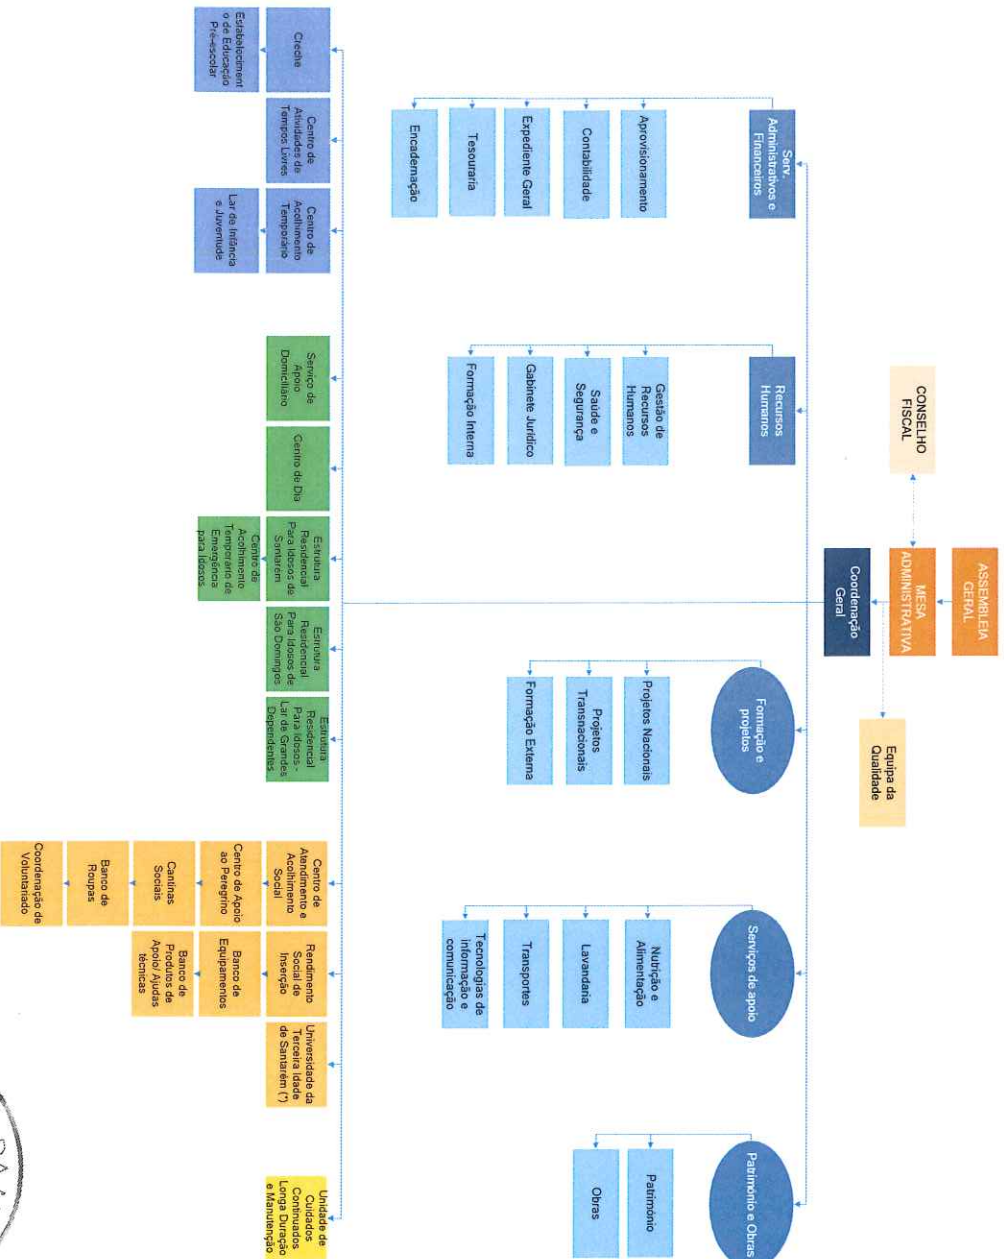 ASSEMBLEIA
GERAL
MESA
ADMINISTRATIVA
CONSELHO
FISCAL
Equipa da
Qualidade
Coordenação
Geral
Serv.
Administrativos e
Financeiros
Aprovisionamento
Contabilidade
Expediente Geral
Tesouraria
Encadernação
Recursos
Humanos
Gestão de
Recursos
Humanos
Saúde e
Segurança
Gabinete Jurídico
Formação Interna
Formação e
projetos
Projetos Nacionais
Projetos
Transnacionais
Formação Externa
Serviços de apoio
Nutrição e
Alimentação
Lavandaria
Transportes
Tecnologias de
informação e
comunicação
Património e Obras
Património
Obras
Creche
Estabeleciment
o de Educação
Pré-escolar
Centro de
Atividades de
Tempos Livres
Centro de
Acolhimento
Temporário
Lar de Infância
e Juventude
Serviço de
Apoio
Domiciliário
Centro de Dia
Estrutura
Residencial
Para Idosos de
Santarém
Centro de
Acolhimento
Temporário de
Emergência
para Idosos
Estrutura
Residencial
Para Idosos de
São Domingos
Estrutura
Residencial
Para Idosos -
Lar de Grandes
Dependentes
Centro de
Atendimento e
Acolhimento
Social
Centro de Apoio
ao Peregrino
Cantinas
Sociais
Banco de
Roupas
Coordenação de
Voluntariado
Rendimento
Social de
Inserção
Banco de
Equipamentos
Banco de
Produtos de
Apoio/ Ajudas
técnicas
Universidade da
Terceira Idade
de Santarém (*)
Unidade de
Cuidados
Continuados
Longa Duração
e Manutenção